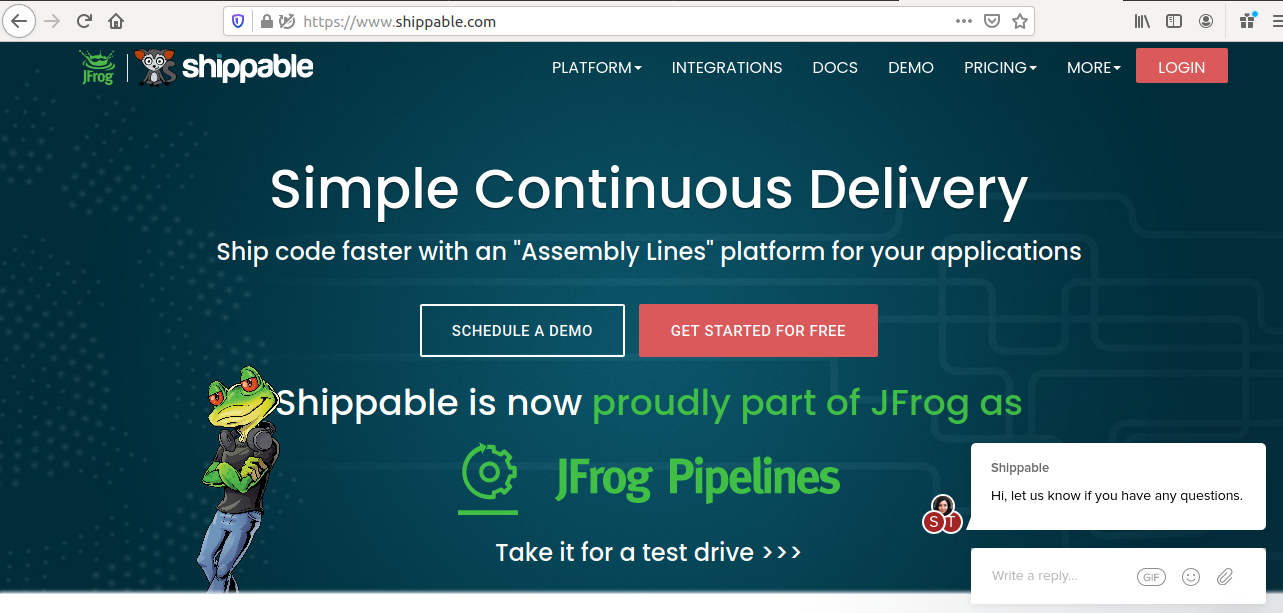 https://www.shippable.com
JFrog
shippable
PLATFORM
INTEGRATIONS
DOCS
DEMO
PRICING
MORE
LOGIN
Simple Continuous Delivery
Ship code faster with an "Assembly Lines" platform for your applications
SCHEDULE A DEMO
GET STARTED FOR FREE
Shippable is now proudly part of JFrog as
JFrog Pipelines
Take it for a test drive >>>
Shippable
Hi, let us know if you have any questions.
S T
Write a reply...
GIF